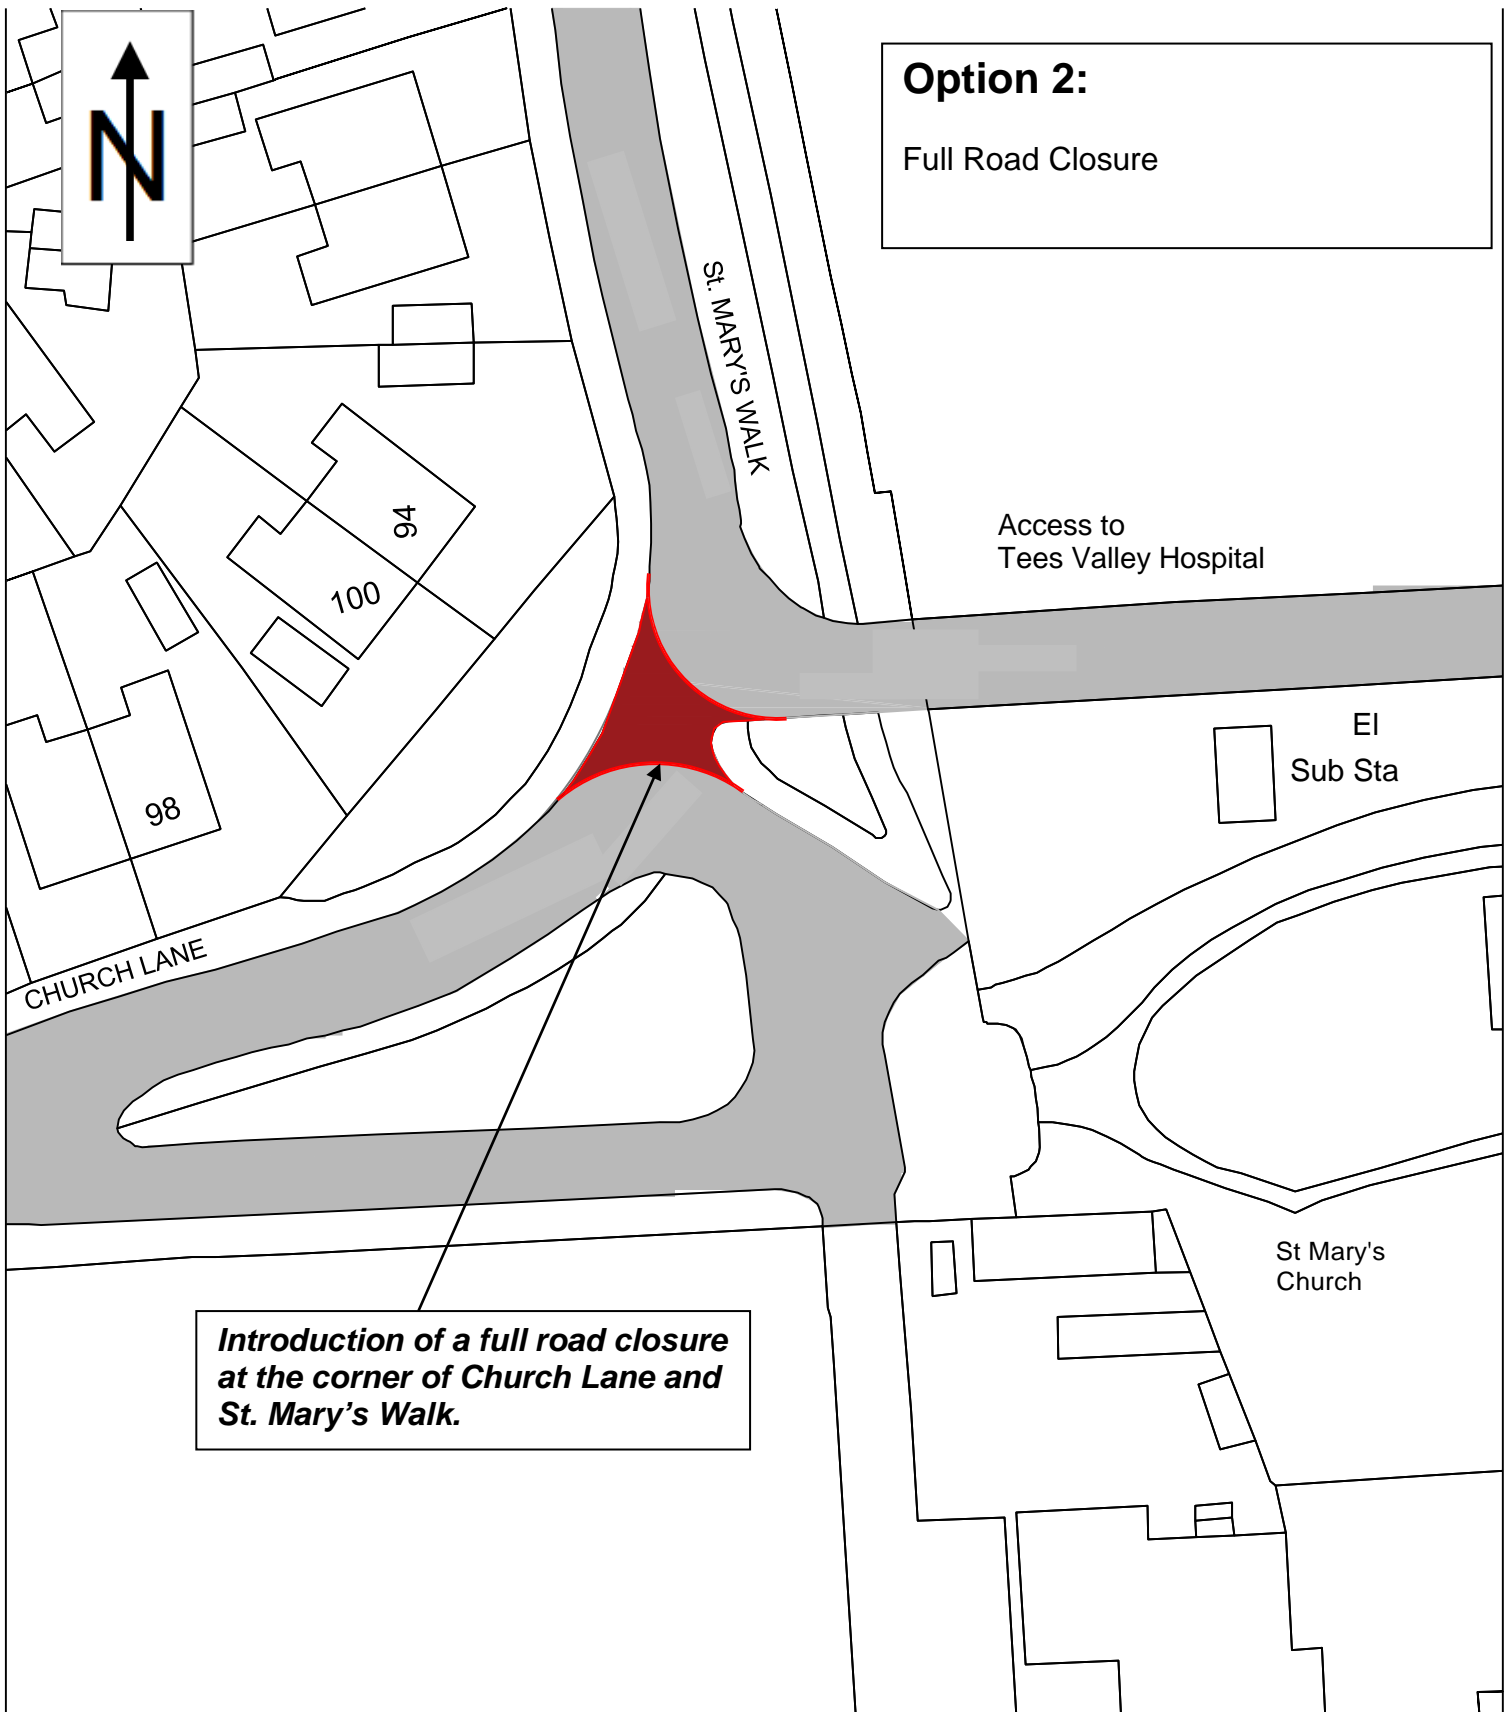 N
Option 2:
Full Road Closure
St. MARY'S WALK
Access to
Tees Valley Hospital
94
100
98
El
Sub Sta
CHURCH LANE
St Mary's
Church
Introduction of a full road closure
at the corner of Church Lane and
St. Mary’s Walk.